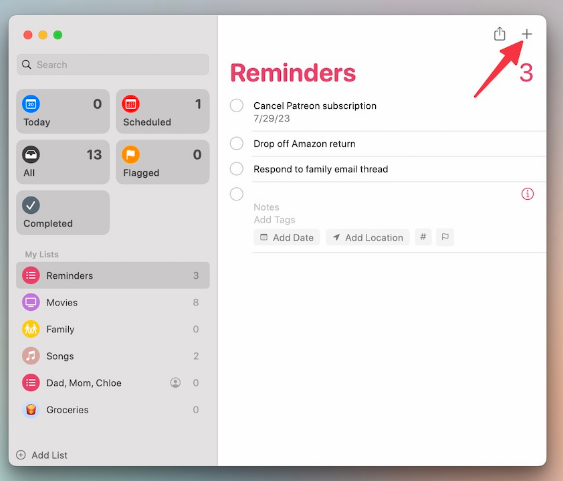 Search
0
Today
1
Scheduled
13
All
0
Flagged
Completed
My Lists
Reminders 3
Movies 8
Family 0
Songs 2
Dad, Mom, Chloe 0
Groceries 0
Add List
Reminders 3
Cancel Patreon subscription
7/29/23
Drop off Amazon return
Respond to family email thread
Notes
Add Tags
Add Date Add Location #